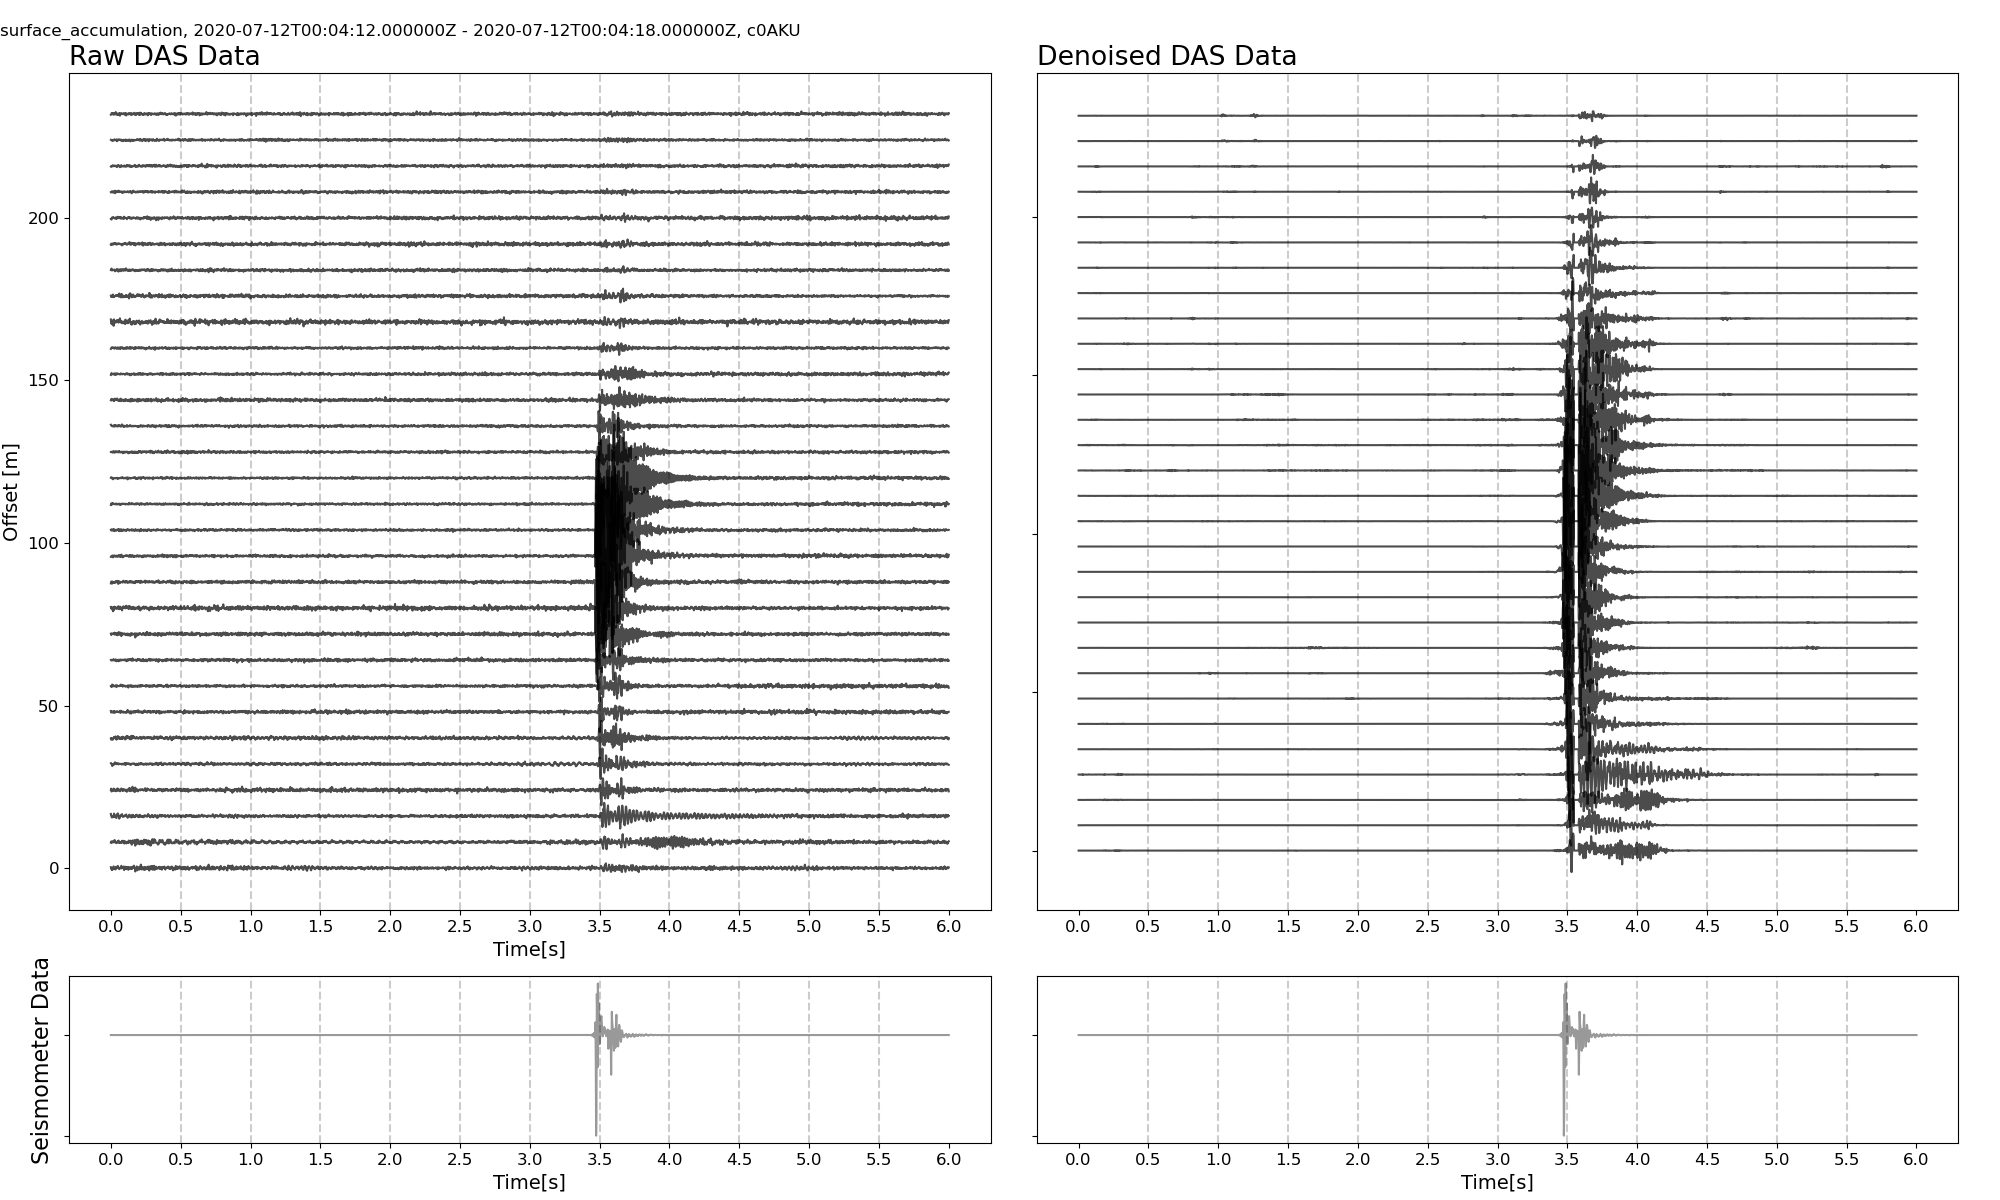 surface_accumulation, 2020-07-12T00:04:12.000000Z - 2020-07-12T00:04:18.000000Z, c0AKU
Raw DAS Data
Denoised DAS Data
Offset [m]
200
150
100
50
0
0.0 0.5 1.0 1.5 2.0 2.5 3.0 3.5 4.0 4.5 5.0 5.5 6.0
Time[s]
0.0 0.5 1.0 1.5 2.0 2.5 3.0 3.5 4.0 4.5 5.0 5.5 6.0
Seismometer Data
0.0 0.5 1.0 1.5 2.0 2.5 3.0 3.5 4.0 4.5 5.0 5.5 6.0
Time[s]
0.0 0.5 1.0 1.5 2.0 2.5 3.0 3.5 4.0 4.5 5.0 5.5 6.0
Time[s]